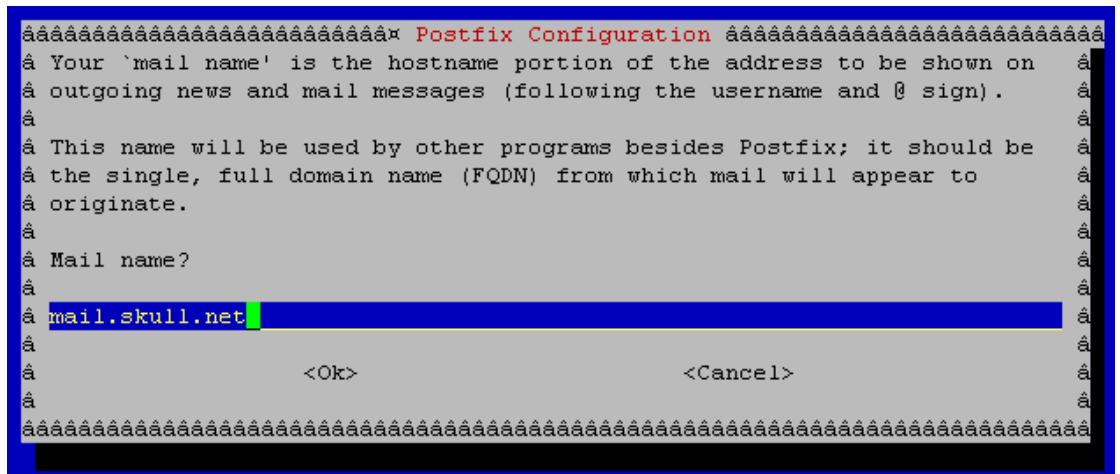 âââââââââââââââââââââââââ¤ Postfix Configuration âââââââââââââââââââââââââââ
â Your `mail name' is the hostname portion of the address to be shown on â
â outgoing news and mail messages (following the username and @ sign). â
â â
â This name will be used by other programs besides Postfix; it should be â
â the single, full domain name (FQDN) from which mail will appear to â
â originate. â
â â
â Mail name? â
â â
â mail.skull.net â
â â
â <Ok> <Cancel> â
â â
ââââââââââââââââââââââââââââââââââââââââââââââââââââââââââââââââââââââââââââ